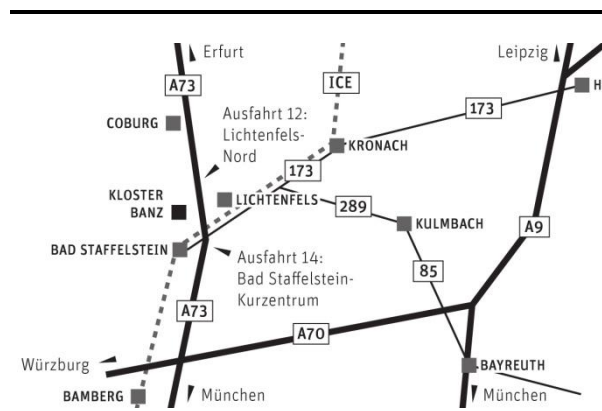 Erfurt
Leipzig
A73
ICE
H
173
COBURG
Ausfahrt 12:
Lichtenfels-
Nord
KRONACH
173
KLOSTER
BANZ
LICHTENFELS
289
KULMBACH
A9
BAD STAFFELSTEIN
Ausfahrt 14:
Bad Staffelstein-
Kurzentrum
85
A73
A70
Würzburg
BAYREUTH
BAMBERG
München
München